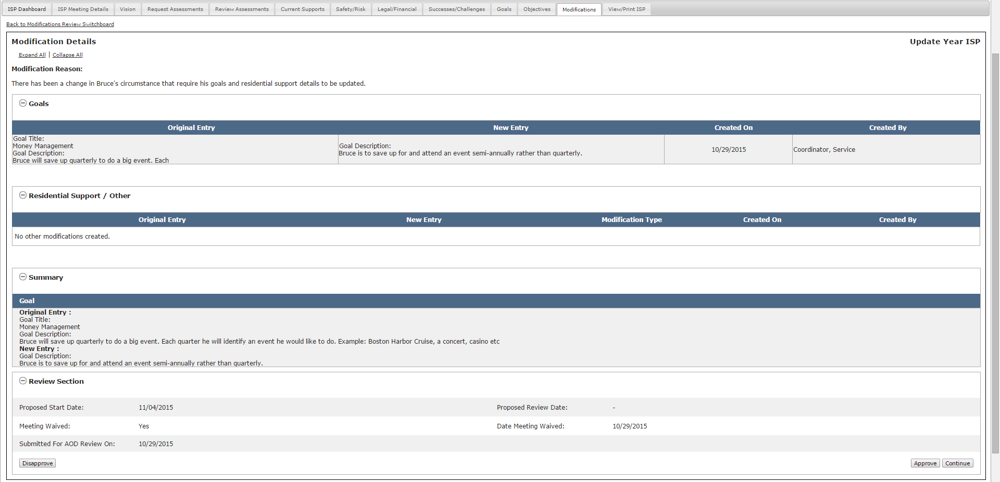 ISP Dashboard ISP Meeting Details Vision Request Assessments Review Assessments Current Supports Safety/Risk Legal/Financial Successes/Challenges Goals Objectives Modifications View/Print ISP
Back to Modifications Review Switchboard
Modification Details Update Year ISP
Expand All | Collapse All
Modification Reason:
There has been a change in Bruce's circumstance that require his goals and residential support details to be updated.
Goals
Original Entry New Entry Created On Created By
Goal Title:
Money Management
Goal Description:
Bruce will save up quarterly to do a big event. Each
Goal Description:
Bruce is to save up for and attend an event semi-annually rather than quarterly.
10/29/2015
Coordinator, Service
Residential Support / Other
Original Entry New Entry Modification Type Created On Created By
No other modifications created.
Summary
Goal
Original Entry :
Goal Title:
Money Management
Goal Description:
Bruce will save up quarterly to do a big event. Each quarter he will identify an event he would like to do. Example: Boston Harbor Cruise, a concert, casino etc
New Entry :
Goal Description:
Bruce is to save up for and attend an event semi-annually rather than quarterly.
Review Section
Proposed Start Date: 11/04/2015 Proposed Review Date: -
Meeting Waived: Yes Date Meeting Waived: 10/29/2015
Submitted For AOD Review On: 10/29/2015
Disapprove Approve Continue